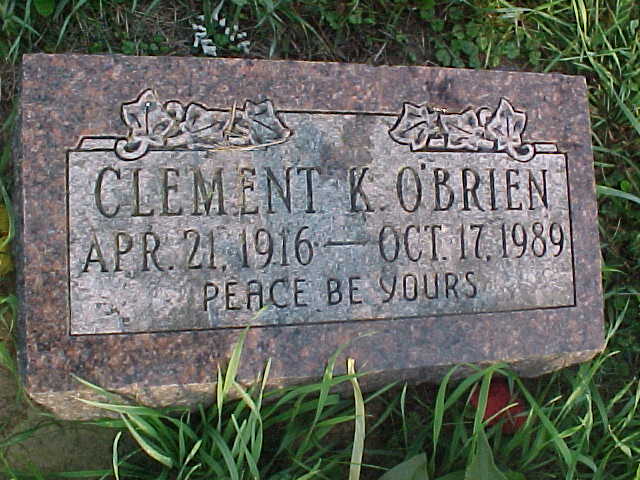 CLEMENT K. O'BRIEN
APR. 21, 1916 — OCT. 17, 1989
PEACE BE YOURS